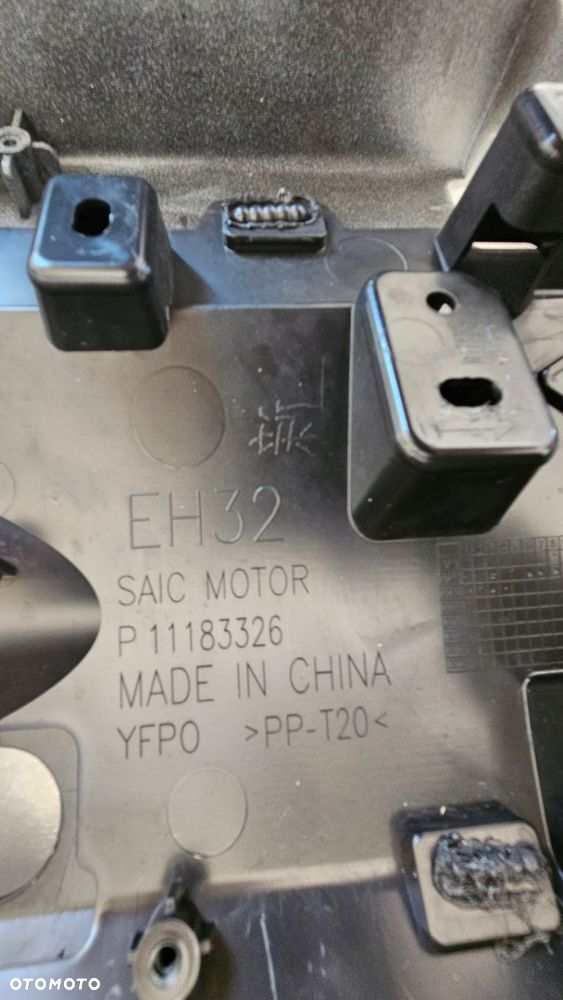 EH32
SAIC MOTOR
P 11183326
MADE IN CHINA
YFPO >PP-T20<
OTOMOTO